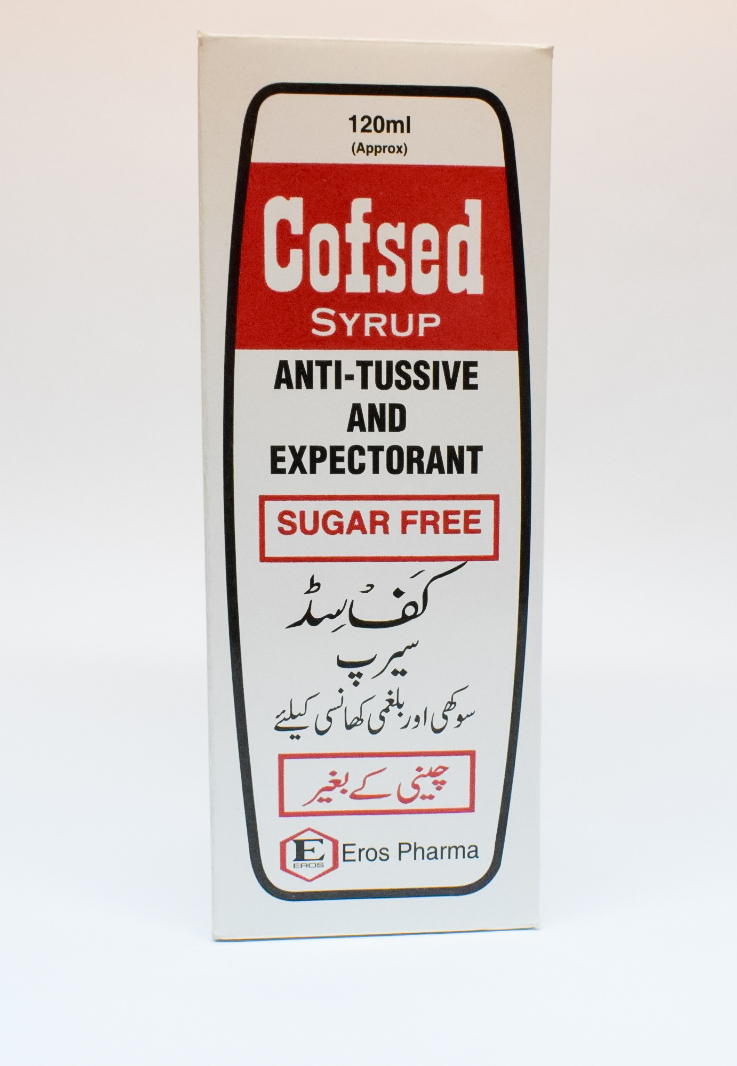 120ml
(Approx)
Cofsed
SYRUP
ANTI-TUSSIVE
AND
EXPECTORANT
SUGAR FREE
کَفْ سِڈ
سیرپ
سوکھی اور بلغمی کھانسی کیلئے
چینی کے بغیر
E
EROS
Eros Pharma